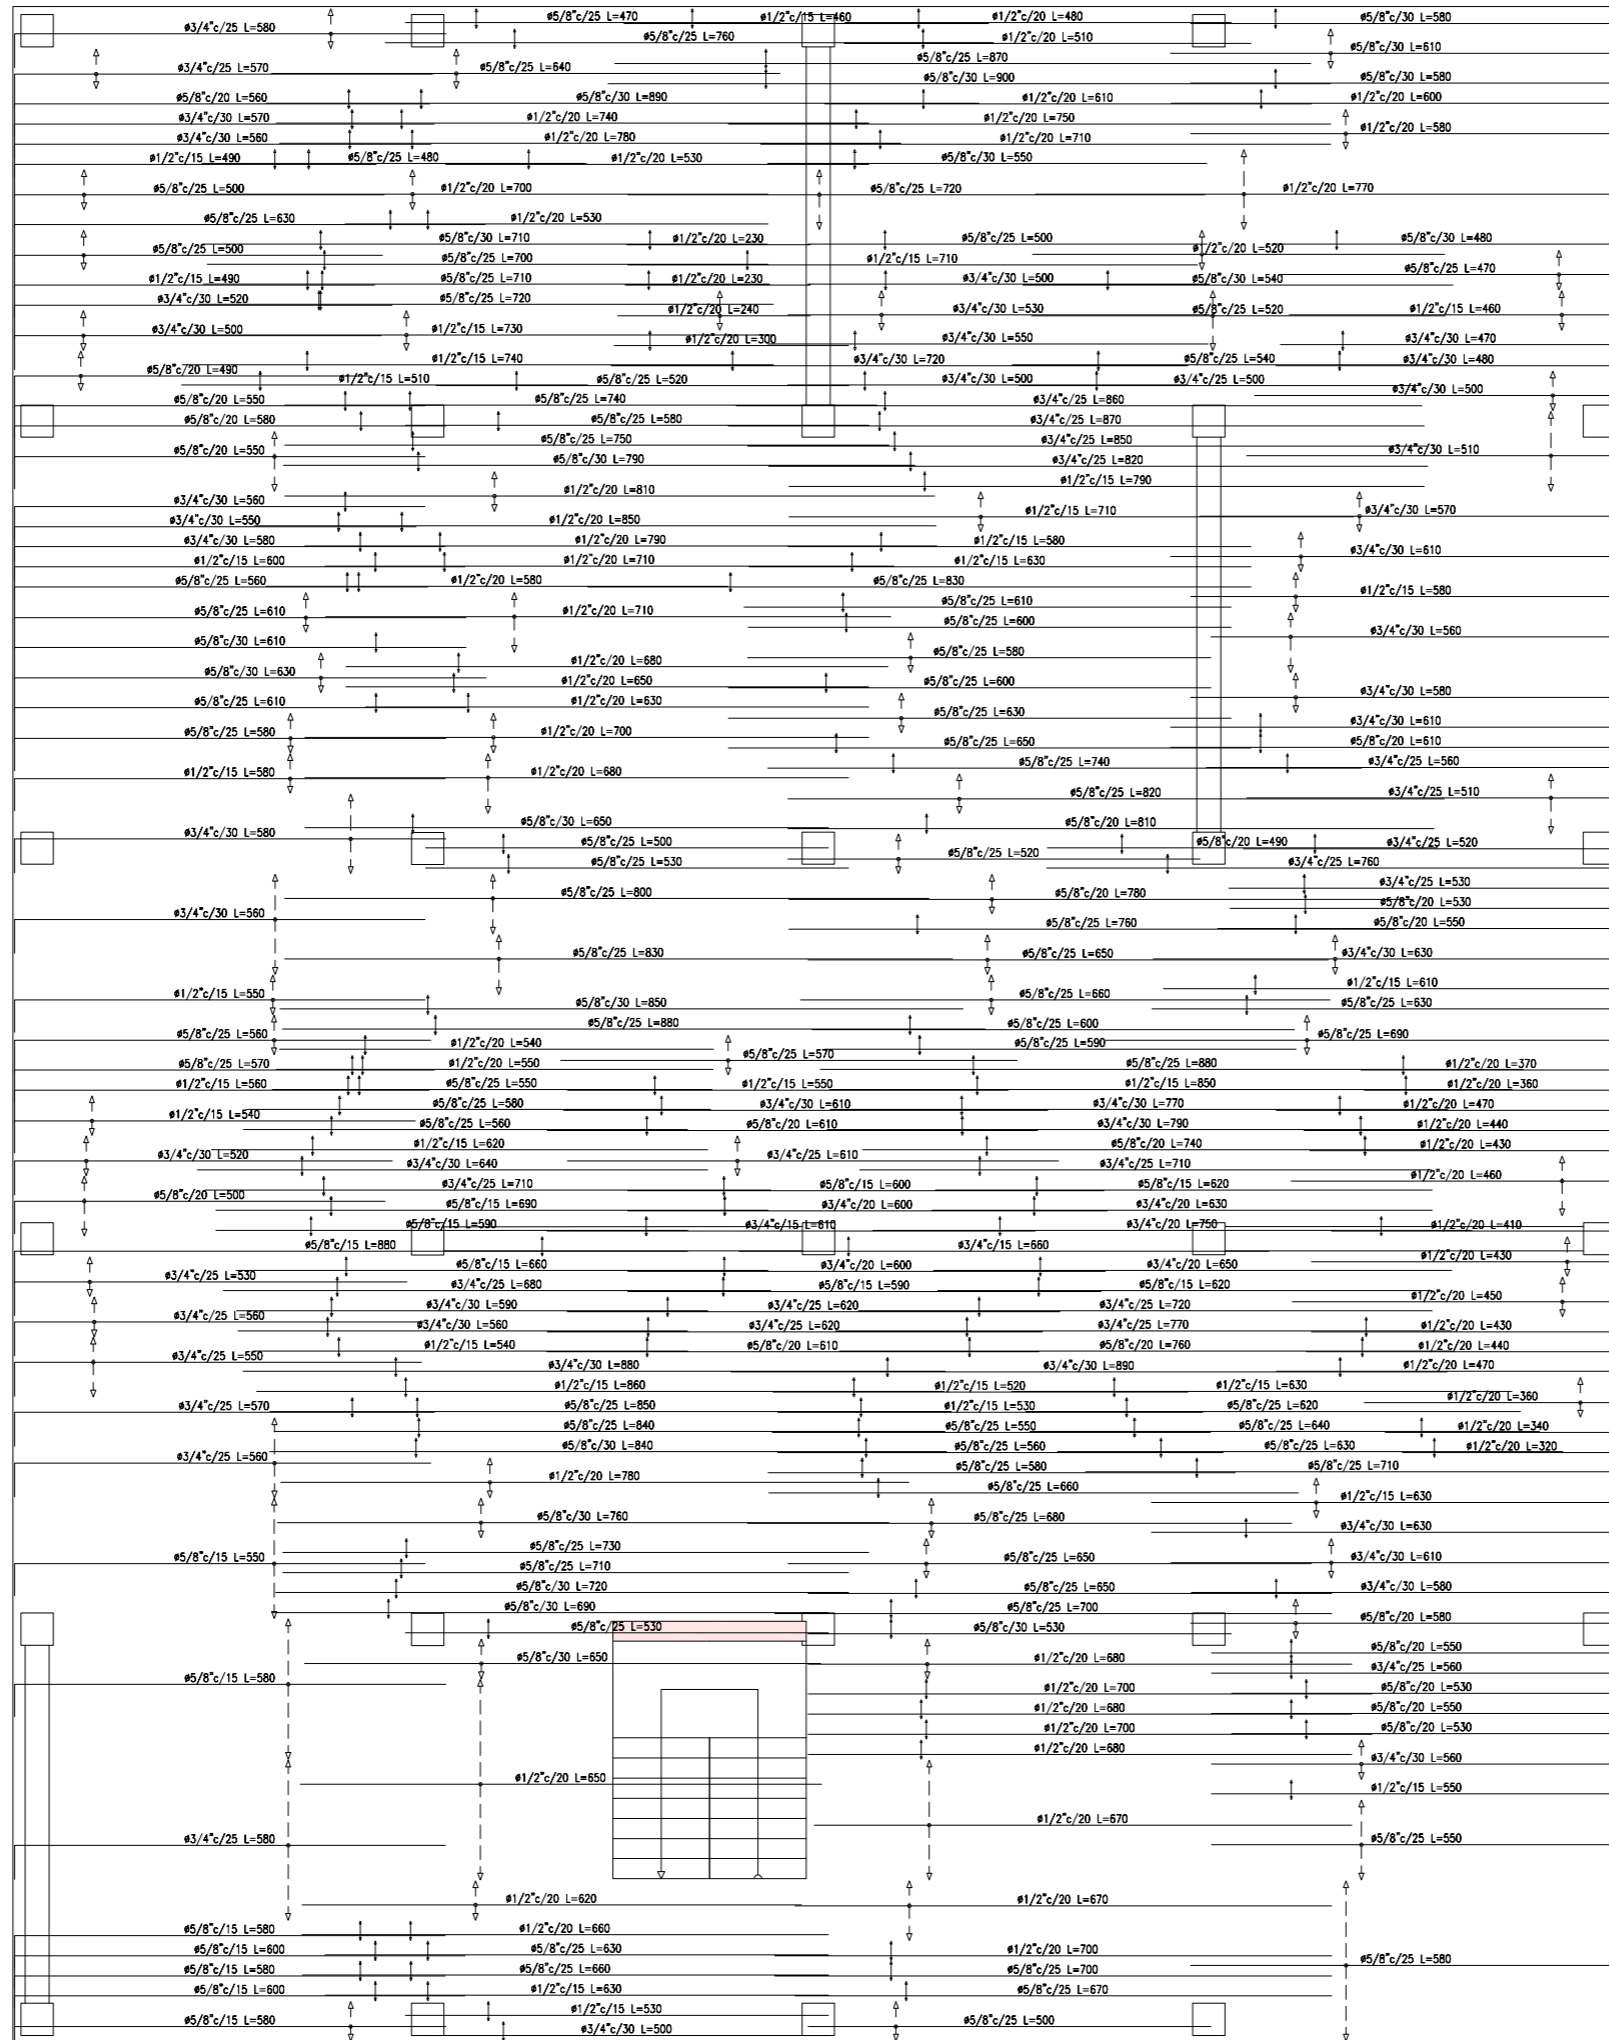 ø5/8"c/25 L=470
ø1/2"c/15 L=460
ø1/2"c/20 L=480
ø5/8"c/30 L=580
ø3/4"c/25 L=580
ø5/8"c/25 L=760
ø1/2"c/20 L=510
ø5/8"c/30 L=610
ø5/8"c/25 L=870
ø3/4"c/25 L=570
ø5/8"c/25 L=640
ø5/8"c/30 L=900
ø5/8"c/30 L=580
ø5/8"c/20 L=560
ø5/8"c/30 L=890
ø1/2"c/20 L=610
ø1/2"c/20 L=600
ø3/4"c/30 L=570
ø1/2"c/20 L=740
ø1/2"c/20 L=750
ø1/2"c/20 L=580
ø3/4"c/30 L=560
ø1/2"c/20 L=780
ø1/2"c/20 L=710
ø1/2"c/15 L=490
ø5/8"c/25 L=480
ø1/2"c/20 L=530
ø5/8"c/30 L=550
ø5/8"c/25 L=500
ø1/2"c/20 L=700
ø5/8"c/25 L=720
ø1/2"c/20 L=770
ø5/8"c/25 L=630
ø1/2"c/20 L=530
ø5/8"c/30 L=710
ø1/2"c/20 L=230
ø5/8"c/25 L=500
ø5/8"c/30 L=480
ø5/8"c/25 L=500
ø5/8"c/25 L=700
ø1/2"c/15 L=710
ø1/2"c/20 L=520
ø5/8"c/25 L=470
ø1/2"c/15 L=490
ø5/8"c/25 L=710
ø1/2"c/20 L=230
ø3/4"c/30 L=500
ø5/8"c/30 L=540
ø3/4"c/30 L=520
ø5/8"c/25 L=720
ø1/2"c/20 L=240
ø3/4"c/30 L=530
ø5/8"c/25 L=520
ø1/2"c/15 L=460
ø3/4"c/30 L=500
ø1/2"c/15 L=730
ø1/2"c/20 L=300
ø3/4"c/30 L=550
ø3/4"c/30 L=470
ø1/2"c/15 L=740
ø3/4"c/30 L=720
ø5/8"c/25 L=540
ø3/4"c/30 L=480
ø5/8"c/20 L=490
ø1/2"c/15 L=510
ø5/8"c/25 L=520
ø3/4"c/30 L=500
ø3/4"c/25 L=500
ø3/4"c/30 L=500
ø5/8"c/20 L=550
ø5/8"c/25 L=740
ø3/4"c/25 L=860
ø5/8"c/20 L=580
ø5/8"c/25 L=580
ø3/4"c/25 L=870
ø5/8"c/25 L=750
ø3/4"c/25 L=850
ø5/8"c/20 L=550
ø5/8"c/30 L=790
ø3/4"c/25 L=820
ø3/4"c/30 L=510
ø1/2"c/15 L=790
ø3/4"c/30 L=560
ø1/2"c/20 L=810
ø3/4"c/30 L=550
ø1/2"c/20 L=850
ø1/2"c/15 L=710
ø3/4"c/30 L=570
ø3/4"c/30 L=580
ø1/2"c/20 L=790
ø1/2"c/15 L=580
ø3/4"c/30 L=610
ø1/2"c/15 L=600
ø1/2"c/20 L=710
ø1/2"c/15 L=630
ø5/8"c/25 L=560
ø1/2"c/20 L=580
ø5/8"c/25 L=830
ø1/2"c/15 L=580
ø5/8"c/25 L=610
ø1/2"c/20 L=710
ø5/8"c/25 L=610
ø5/8"c/25 L=600
ø3/4"c/30 L=560
ø5/8"c/30 L=610
ø5/8"c/25 L=580
ø5/8"c/30 L=630
ø1/2"c/20 L=680
ø1/2"c/20 L=650
ø5/8"c/25 L=600
ø3/4"c/30 L=580
ø5/8"c/25 L=610
ø1/2"c/20 L=630
ø5/8"c/25 L=630
ø3/4"c/30 L=610
ø5/8"c/25 L=580
ø1/2"c/20 L=700
ø5/8"c/25 L=650
ø5/8"c/20 L=610
ø1/2"c/15 L=580
ø1/2"c/20 L=680
ø5/8"c/25 L=740
ø3/4"c/25 L=560
ø5/8"c/25 L=820
ø3/4"c/25 L=510
ø3/4"c/30 L=580
ø5/8"c/30 L=650
ø5/8"c/20 L=810
ø5/8"c/25 L=500
ø5/8"c/20 L=490
ø3/4"c/25 L=520
ø5/8"c/25 L=530
ø5/8"c/25 L=520
ø3/4"c/25 L=760
ø5/8"c/25 L=800
ø5/8"c/20 L=780
ø3/4"c/25 L=530
ø5/8"c/20 L=530
ø3/4"c/30 L=560
ø5/8"c/25 L=760
ø5/8"c/20 L=550
ø5/8"c/25 L=830
ø5/8"c/25 L=650
ø3/4"c/30 L=630
ø1/2"c/15 L=550
ø5/8"c/30 L=850
ø5/8"c/25 L=660
ø1/2"c/15 L=610
ø5/8"c/25 L=630
ø5/8"c/25 L=880
ø5/8"c/25 L=600
ø5/8"c/25 L=560
ø1/2"c/20 L=540
ø5/8"c/25 L=590
ø5/8"c/25 L=690
ø5/8"c/25 L=570
ø1/2"c/20 L=550
ø5/8"c/25 L=570
ø5/8"c/25 L=880
ø1/2"c/20 L=370
ø1/2"c/15 L=560
ø5/8"c/25 L=550
ø1/2"c/15 L=550
ø1/2"c/15 L=850
ø1/2"c/20 L=360
ø1/2"c/15 L=540
ø5/8"c/25 L=580
ø3/4"c/30 L=610
ø3/4"c/30 L=770
ø1/2"c/20 L=470
ø5/8"c/25 L=560
ø5/8"c/20 L=610
ø3/4"c/30 L=790
ø1/2"c/20 L=440
ø1/2"c/15 L=620
ø5/8"c/20 L=740
ø1/2"c/20 L=430
ø3/4"c/30 L=520
ø3/4"c/30 L=640
ø3/4"c/25 L=610
ø3/4"c/25 L=710
ø1/2"c/20 L=460
ø3/4"c/25 L=710
ø5/8"c/15 L=600
ø5/8"c/15 L=620
ø5/8"c/20 L=500
ø5/8"c/15 L=690
ø3/4"c/20 L=600
ø3/4"c/20 L=630
ø5/8"c/15 L=590
ø3/4"c/15 L=610
ø3/4"c/20 L=750
ø1/2"c/20 L=410
ø5/8"c/15 L=880
ø3/4"c/15 L=660
ø1/2"c/20 L=430
ø5/8"c/15 L=660
ø3/4"c/20 L=600
ø3/4"c/20 L=650
ø3/4"c/25 L=530
ø3/4"c/25 L=680
ø5/8"c/15 L=590
ø5/8"c/15 L=620
ø1/2"c/20 L=450
ø3/4"c/25 L=560
ø3/4"c/30 L=590
ø3/4"c/25 L=620
ø3/4"c/25 L=720
ø3/4"c/30 L=560
ø3/4"c/25 L=620
ø3/4"c/25 L=770
ø1/2"c/20 L=430
ø1/2"c/15 L=540
ø5/8"c/20 L=610
ø5/8"c/20 L=760
ø1/2"c/20 L=440
ø3/4"c/25 L=550
ø3/4"c/30 L=880
ø3/4"c/30 L=890
ø1/2"c/20 L=470
ø1/2"c/15 L=860
ø1/2"c/15 L=520
ø1/2"c/15 L=630
ø1/2"c/20 L=360
ø3/4"c/25 L=570
ø5/8"c/25 L=850
ø1/2"c/15 L=530
ø5/8"c/25 L=620
ø5/8"c/25 L=840
ø5/8"c/25 L=550
ø5/8"c/25 L=640
ø1/2"c/20 L=340
ø3/4"c/25 L=560
ø5/8"c/30 L=840
ø5/8"c/25 L=560
ø5/8"c/25 L=630
ø1/2"c/20 L=320
ø1/2"c/20 L=780
ø5/8"c/25 L=580
ø5/8"c/25 L=710
ø5/8"c/25 L=660
ø1/2"c/15 L=630
ø5/8"c/30 L=760
ø5/8"c/25 L=680
ø3/4"c/30 L=630
ø5/8"c/25 L=730
ø5/8"c/15 L=550
ø5/8"c/25 L=710
ø5/8"c/25 L=650
ø3/4"c/30 L=610
ø5/8"c/30 L=720
ø5/8"c/25 L=650
ø3/4"c/30 L=580
ø5/8"c/30 L=690
ø5/8"c/25 L=700
ø5/8"c/25 L=530
ø5/8"c/30 L=530
ø5/8"c/20 L=580
ø5/8"c/20 L=550
ø5/8"c/30 L=650
ø1/2"c/20 L=680
ø3/4"c/25 L=560
ø5/8"c/15 L=580
ø1/2"c/20 L=700
ø5/8"c/20 L=530
ø1/2"c/20 L=680
ø5/8"c/20 L=550
ø1/2"c/20 L=700
ø5/8"c/20 L=530
ø1/2"c/20 L=680
ø3/4"c/30 L=560
ø1/2"c/20 L=650
ø1/2"c/15 L=550
ø1/2"c/20 L=670
ø3/4"c/25 L=580
ø5/8"c/25 L=550
ø1/2"c/20 L=620
ø1/2"c/20 L=670
ø5/8"c/15 L=580
ø1/2"c/20 L=660
ø5/8"c/15 L=600
ø5/8"c/25 L=630
ø1/2"c/20 L=700
ø5/8"c/25 L=580
ø5/8"c/15 L=580
ø5/8"c/25 L=660
ø5/8"c/25 L=700
ø5/8"c/15 L=600
ø1/2"c/15 L=630
ø5/8"c/25 L=670
ø1/2"c/15 L=530
ø5/8"c/15 L=580
ø3/4"c/30 L=500
ø5/8"c/25 L=500